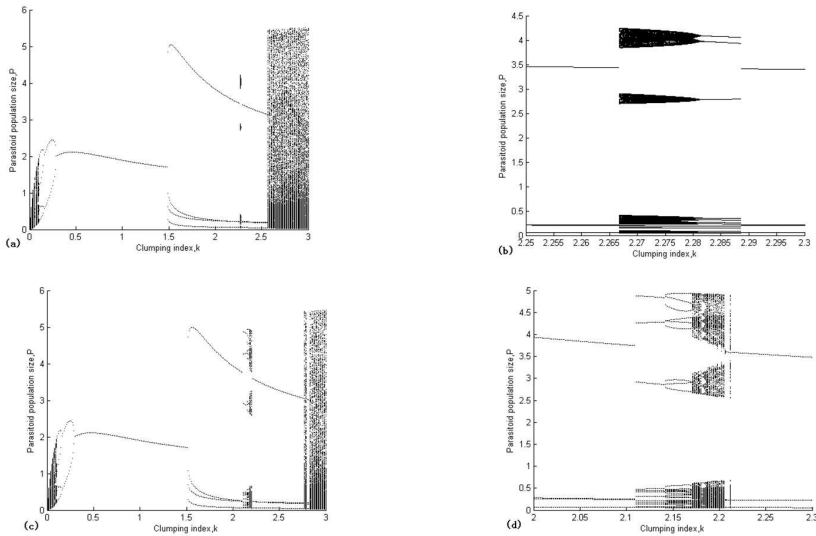 Parasitoid population size,P
6
5
4
3
2
1
0
0 0.5 1 1.5 2 2.5 3
Clumping index,k
(a)
Parasitoid population size,P
4.5
4
3.5
3
2.5
2
1.5
1
0.5
0
2.25 2.255 2.26 2.265 2.27 2.275 2.28 2.285 2.29 2.295 2.3
Clumping index,k
(b)
Parasitoid population size,P
6
5
4
3
2
1
0
0 0.5 1 1.5 2 2.5 3
Clumping index,k
(c)
Parasitoid population size,P
5
4.5
4
3.5
3
2.5
2
1.5
1
0.5
0
2 2.05 2.1 2.15 2.2 2.25 2.3
Clumping index,k
(d)